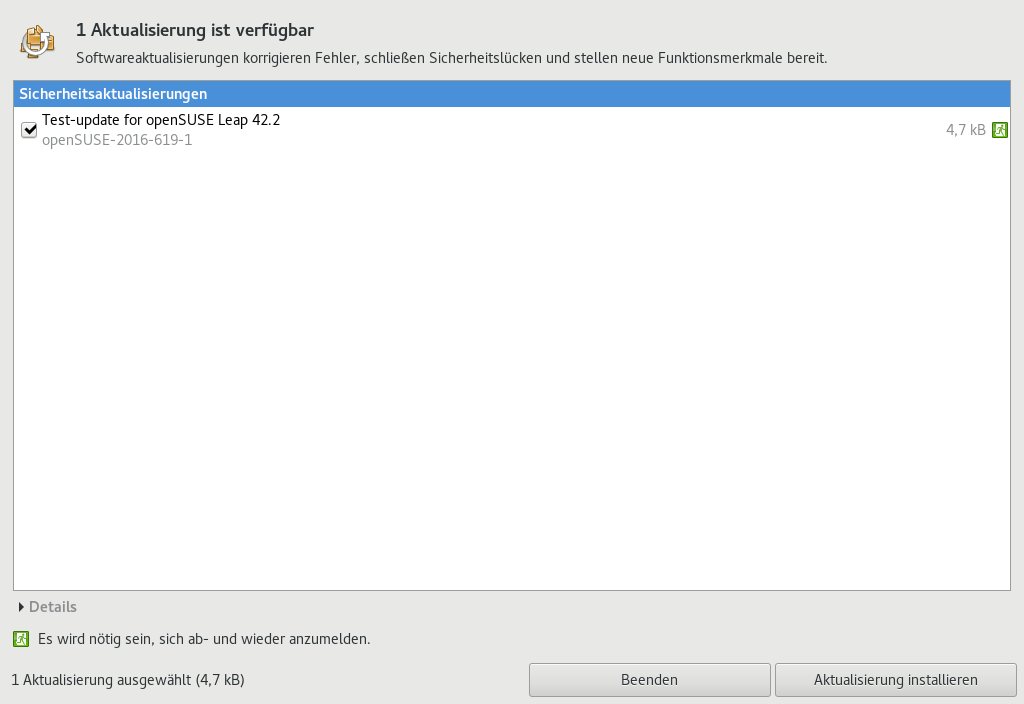 1 Aktualisierung ist verfügbar
Softwareaktualisierungen korrigieren Fehler, schließen Sicherheitslücken und stellen neue Funktionsmerkmale bereit.
Sicherheitsaktualisierungen
Test-update for openSUSE Leap 42.2
openSUSE-2016-619-1
4,7 kB
Details
Es wird nötig sein, sich ab- und wieder anzumelden.
1 Aktualisierung ausgewählt (4,7 kB)
Beenden
Aktualisierung installieren